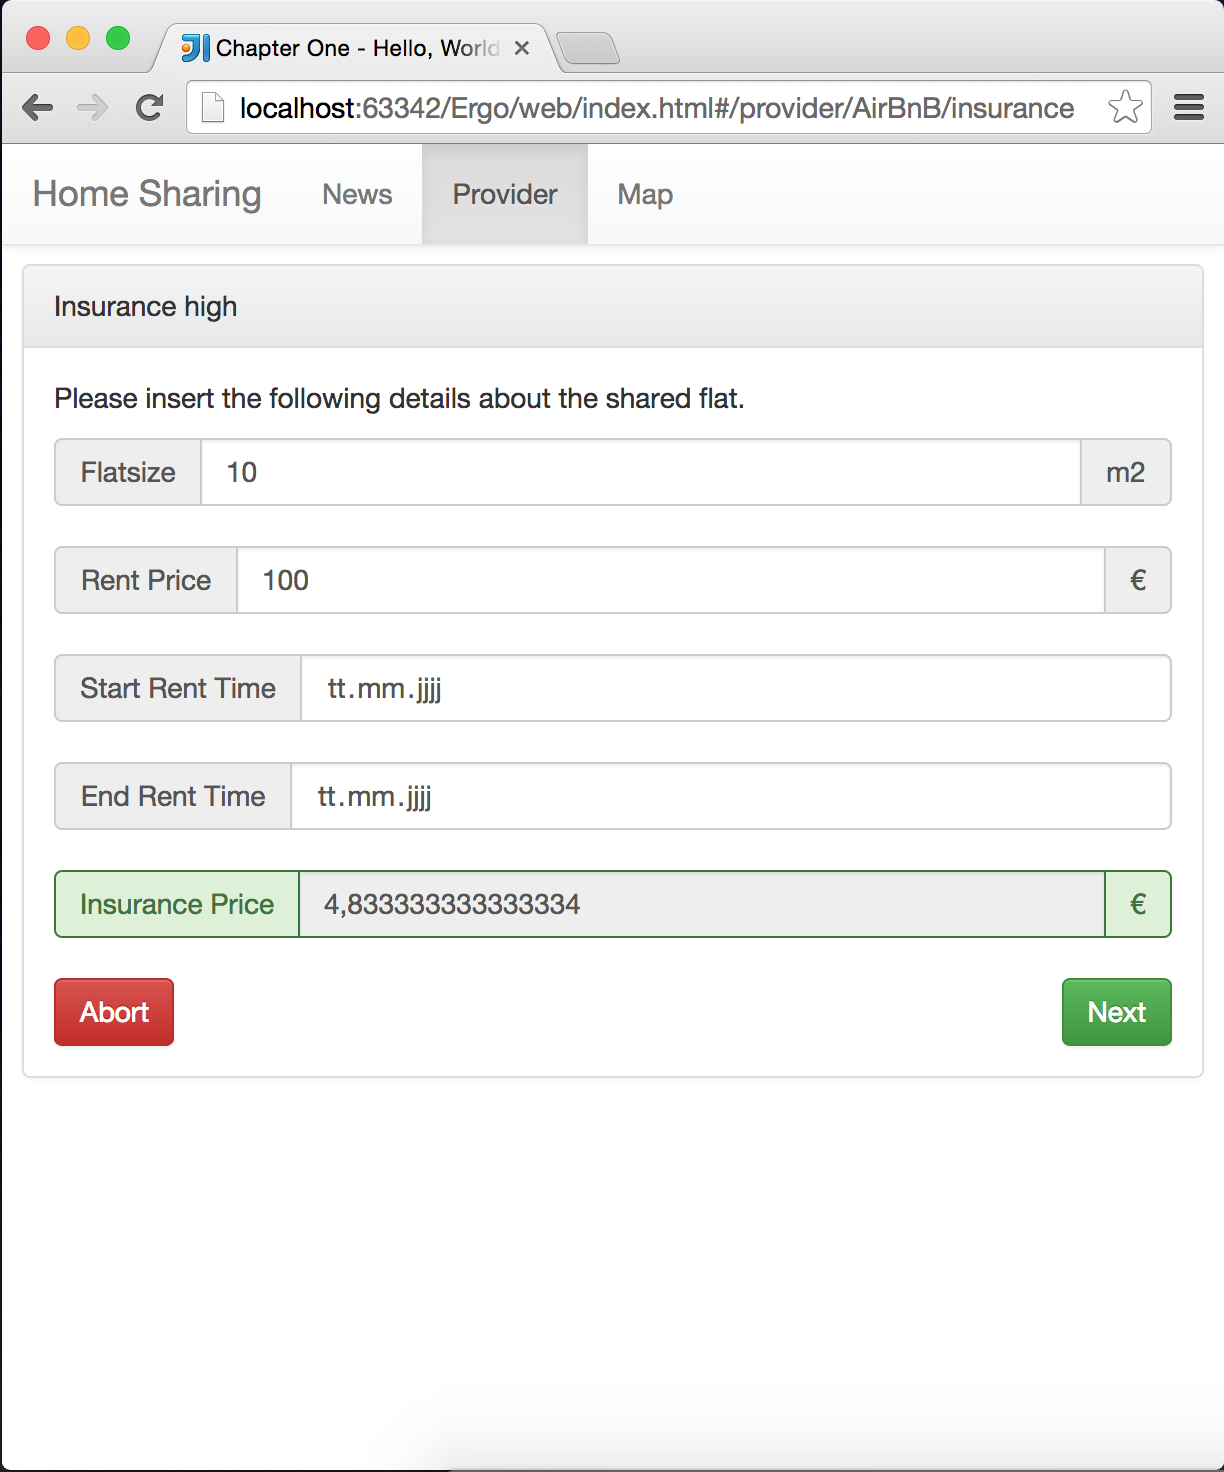 Chapter One - Hello, World
localhost:63342/Ergo/web/index.html#/provider/AirBnB/insurance
Home Sharing News Provider Map
Insurance high
Please insert the following details about the shared flat.
Flatsize 10 m2
Rent Price 100 €
Start Rent Time tt.mm.jjjj
End Rent Time tt.mm.jjjj
Insurance Price 4,833333333333334 €
Abort Next